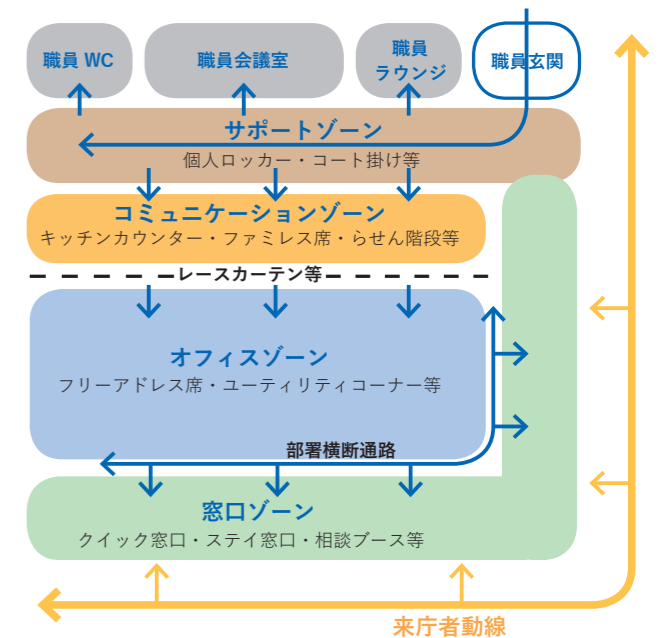 職員 WC
職員会議室
職員
ラウンジ
職員玄関
サポートゾーン
個人ロッカー・コート掛け等
コミュニケーションゾーン
キッチンカウンター・ファミレス席・らせん階段等
レースカーテン等
オフィスゾーン
フリーアドレス席・ユーティリティコーナー等
部署横断通路
窓口ゾーン
クイック窓口・ステイ窓口・相談ブース等
来庁者動線